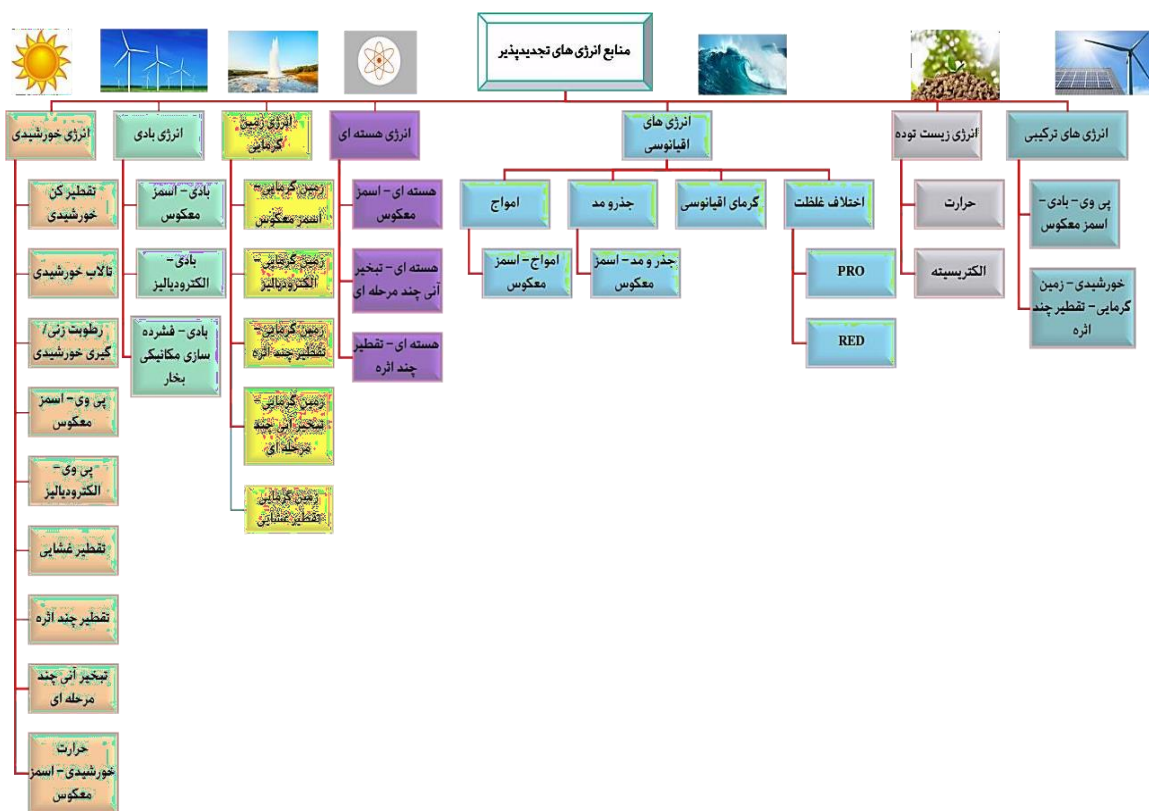 منابع انرژی های تجدیدپذیر
انرژی های ترکیبی
پی وی- بادی-
اسمز معکوس
خورشیدی- زمین
گرمایی- تقطیر چند
اثره
انرژی زیست توده
حرارت
الکتریسیته
انرژی های
اقیانوسی
اختلاف غلظت
PRO
RED
گرمای اقیانوسی
جذر و مد
جذر و مد- اسمز
معکوس
امواج
امواج- اسمز
معکوس
انرژی هسته ای
هسته ای- اسمز
معکوس
هسته ای- تبخیر
آنی چند مرحله ای
هسته ای- تقطیر
چند اثره
انرژی زمین
گرمایی
زمین گرمایی-
اسمز معکوس
زمین گرمایی-
الکترودیالیز
زمین گرمایی-
تقطیر چند اثره
زمین گرمایی-
تبخیر آنی چند
مرحله ای
زمین گرمایی
تقطیر غشایی
انرژی بادی
بادی- اسمز
معکوس
بادی-
الکترودیالیز
بادی- فشرده
سازی مکانیکی
بخار
انرژی خورشیدی
تقطیر کن
خورشیدی
تالاب خورشیدی
رطوبت زنی/
گیری خورشیدی
پی وی- اسمز
معکوس
پی وی-
الکترودیالیز
تقطیر غشایی
تقطیر چند اثره
تبخیر آنی چند
مرحله ای
حرارت
خورشیدی- اسمز
معکوس